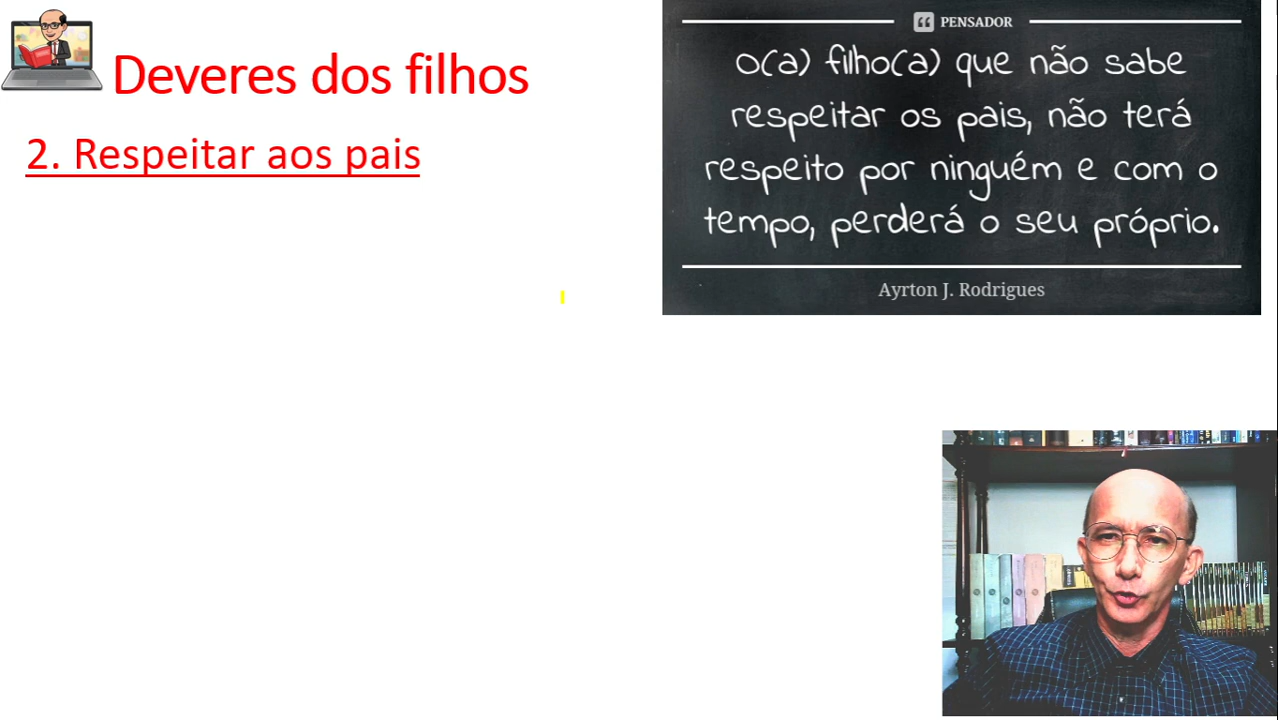 Deveres dos filhos
2. Respeitar aos pais
PENSADOR
O(a) filho(a) que não sabe
respeitar os pais, não terá
respeito por ninguém e com o
tempo, perderá o seu próprio.
Ayrton J. Rodrigues